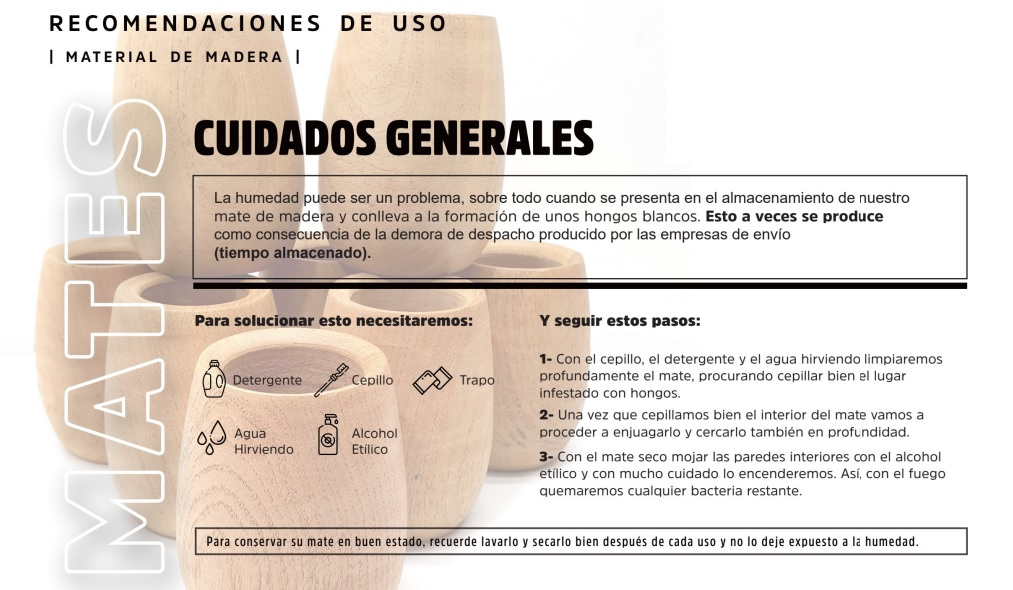 RECOMENDACIONES DE USO
| MATERIAL DE MADERA |
MATES
CUIDADOS GENERALES
La humedad puede ser un problema, sobre todo cuando se presenta en el almacenamiento de nuestro
mate de madera y conlleva a la formación de unos hongos blancos. Esto a veces se produce
como consecuencia de la demora de despacho producido por las empresas de envío
(tiempo almacenado).
Para solucionar esto necesitaremos:
Detergente
Cepillo
Trapo
Agua
Hirviendo
Alcohol
Etílico
Y seguir estos pasos:
1- Con el cepillo, el detergente y el agua hirviendo limpiaremos
profundamente el mate, procurando cepillar bien el lugar
infestado con hongos.
2- Una vez que cepillamos bien el interior del mate vamos a
proceder a enjuagarlo y cercarlo también en profundidad.
3- Con el mate seco mojar las paredes interiores con el alcohol
etílico y con mucho cuidado lo encenderemos. Así, con el fuego
quemaremos cualquier bacteria restante.
Para conservar su mate en buen estado, recuerde lavarlo y secarlo bien después de cada uso y no lo deje expuesto a la humedad.